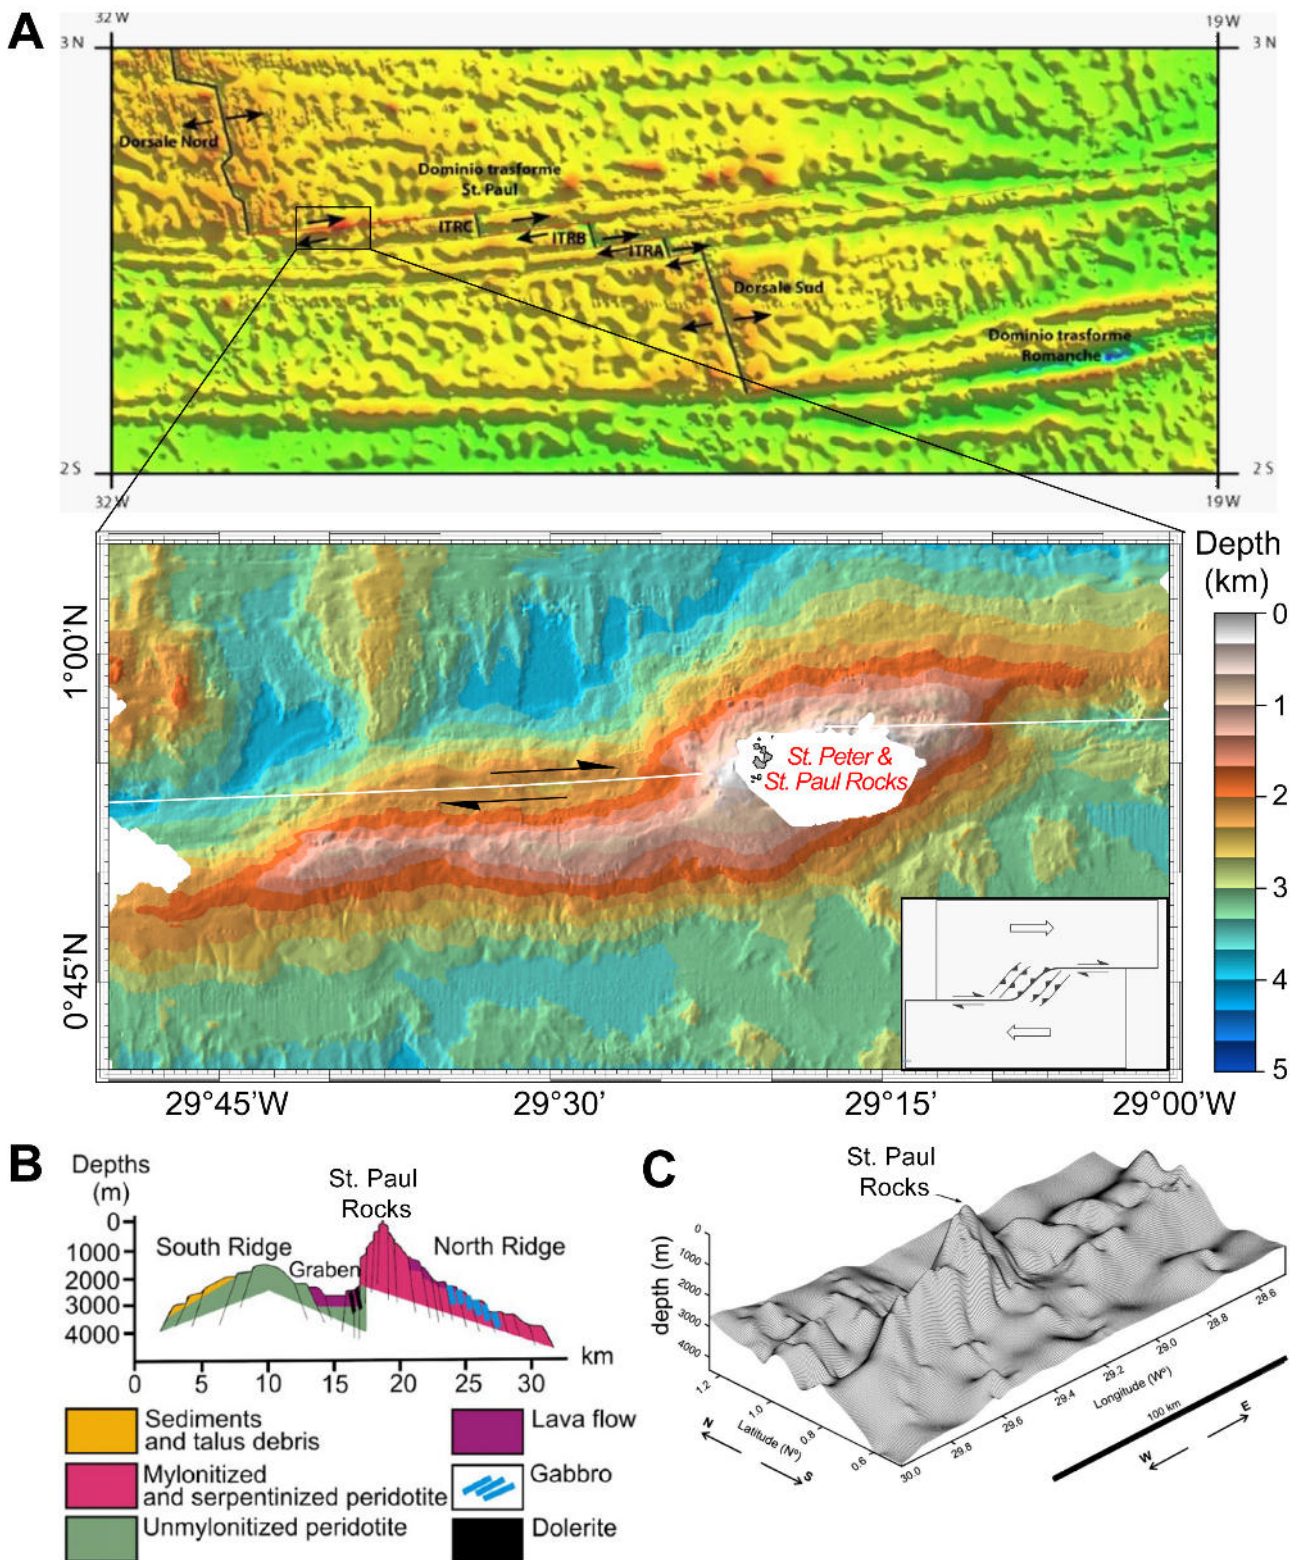 A
32 W
19 W
3 N
3 N
Dorsale Nord
Dominio trasforme
St. Paul
ITRC
ITRB
ITRA
Dorsale Sud
Dominio trasforme
Romanche
2 S
2 S
32 W
19 W
Depth
(km)
0
1
2
3
4
5
1°00'N
0°45'N
St. Peter &
St. Paul Rocks
29°45'W
29°30'
29°15'
29°00'W
B
Depths
(m)
St. Paul
Rocks
0
1000
2000
3000
4000
South Ridge
Graben
North Ridge
km
0
5
10
15
20
25
30
Sediments
and talus debris
Lava flow
Mylonitized
and serpentinized peridotite
Gabbro
Unmylonitized peridotite
Dolerite
C
St. Paul
Rocks
depth (m)
0
1000
2000
3000
4000
1.2
1.0
0.8
0.6
Latitude (N°)
30.0
29.8
29.6
29.4
29.2
29.0
28.8
28.6
Longitude (W°)
100 km
N
S
W
E